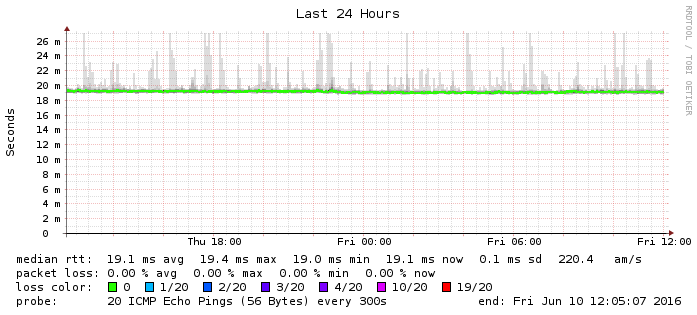 Last 24 Hours
RRDTOOL / TOBI OETIKER
Seconds
26 m
24 m
22 m
20 m
18 m
16 m
14 m
12 m
10 m
8 m
6 m
4 m
2 m
0
Thu 18:00 Fri 00:00 Fri 06:00 Fri 12:00
median rtt: 19.1 ms avg 19.4 ms max 19.0 ms min 19.1 ms now 0.1 ms sd 220.4 am/s
packet loss: 0.00 % avg 0.00 % max 0.00 % min 0.00 % now
loss color: 0 1/20 2/20 3/20 4/20 10/20 19/20
probe: 20 ICMP Echo Pings (56 Bytes) every 300s end: Fri Jun 10 12:05:07 2016